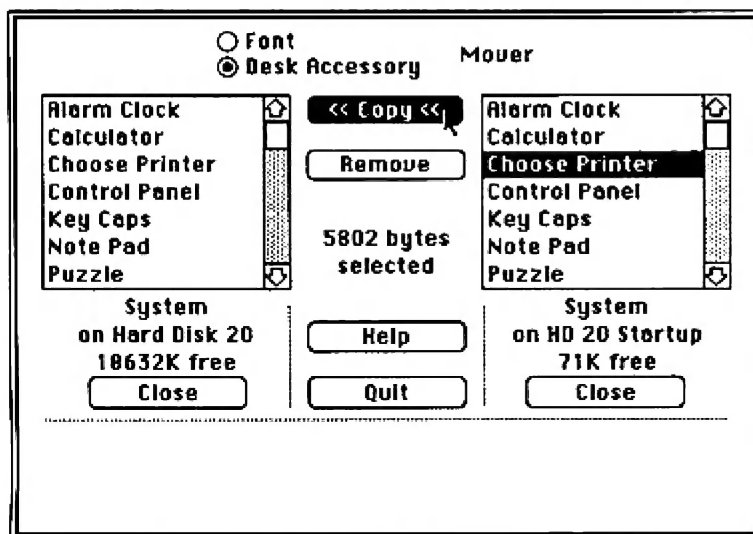 Font
Desk Accessory
Mover
Alarm Clock
Calculator
Choose Printer
Control Panel
Key Caps
Note Pad
Puzzle
<< Copy <<
Remove
5802 bytes
selected
Help
Quit
Alarm Clock
Calculator
Choose Printer
Control Panel
Key Caps
Note Pad
Puzzle
System
on Hard Disk 20
18632K free
Close
System
on HD 20 Startup
71K free
Close